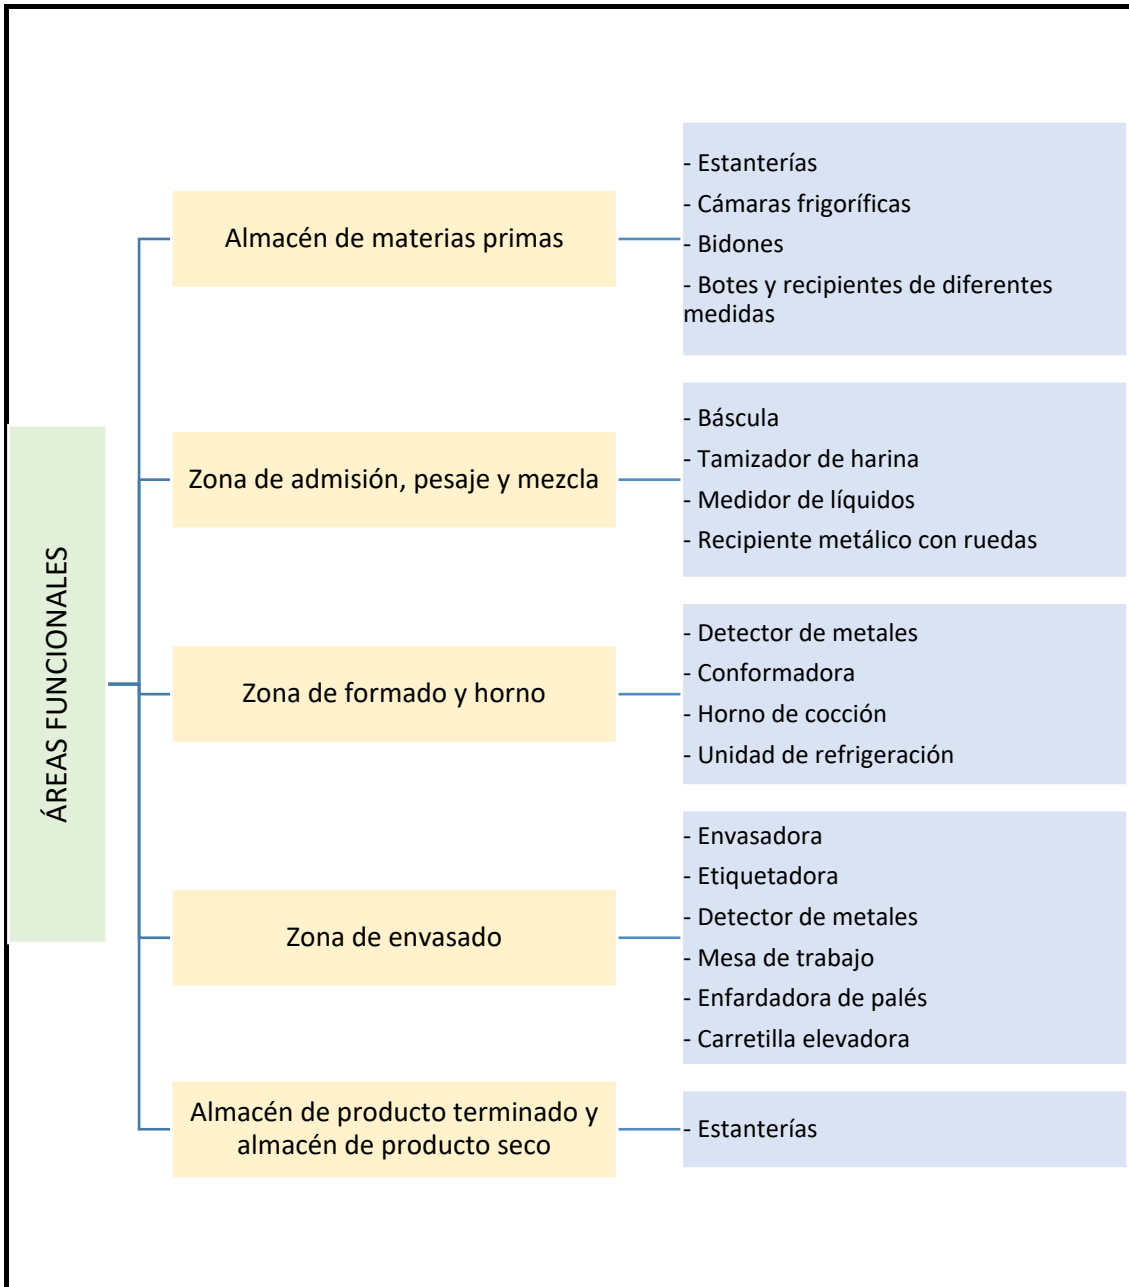 ÁREAS FUNCIONALES
Almacén de materias primas
- Estanterías
- Cámaras frigoríficas
- Bidones
- Botes y recipientes de diferentes
medidas
Zona de admisión, pesaje y mezcla
- Báscula
- Tamizador de harina
- Medidor de líquidos
- Recipiente metálico con ruedas
Zona de formado y horno
- Detector de metales
- Conformadora
- Horno de cocción
- Unidad de refrigeración
Zona de envasado
- Envasadora
- Etiquetadora
- Detector de metales
- Mesa de trabajo
- Enfardadora de palés
- Carretilla elevadora
Almacén de producto terminado y
almacén de producto seco
- Estanterías